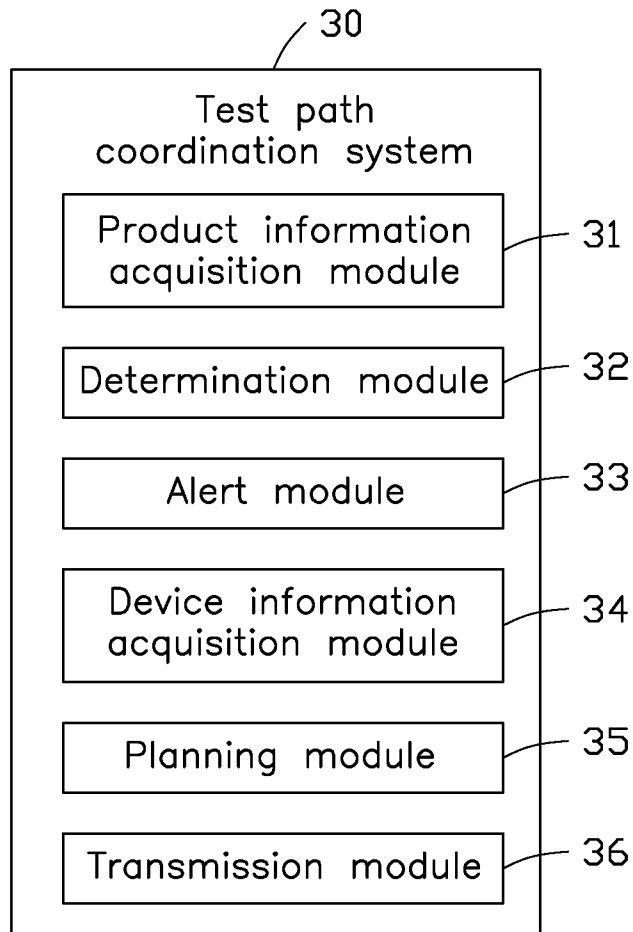 30
Test path
coordination system
Product information
acquisition module
31
Determination module
32
Alert module
33
Device information
acquisition module
34
Planning module
35
Transmission module
36